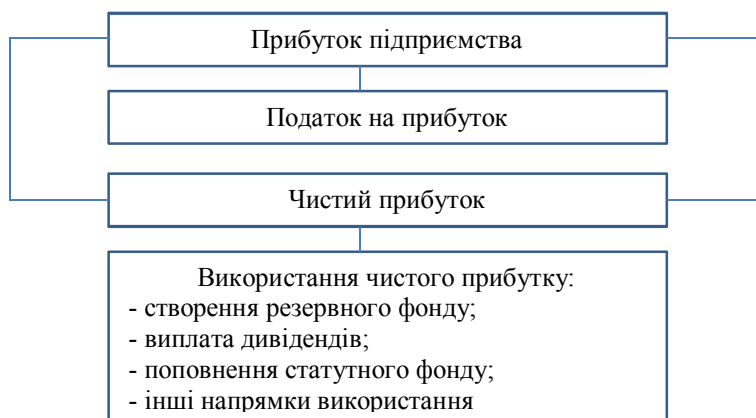 Прибуток підприємства
Податок на прибуток
Чистий прибуток
Використання чистого прибутку:
- створення резервного фонду;
- виплата дивідендів;
- поповнення статутного фонду;
- інші напрямки використання